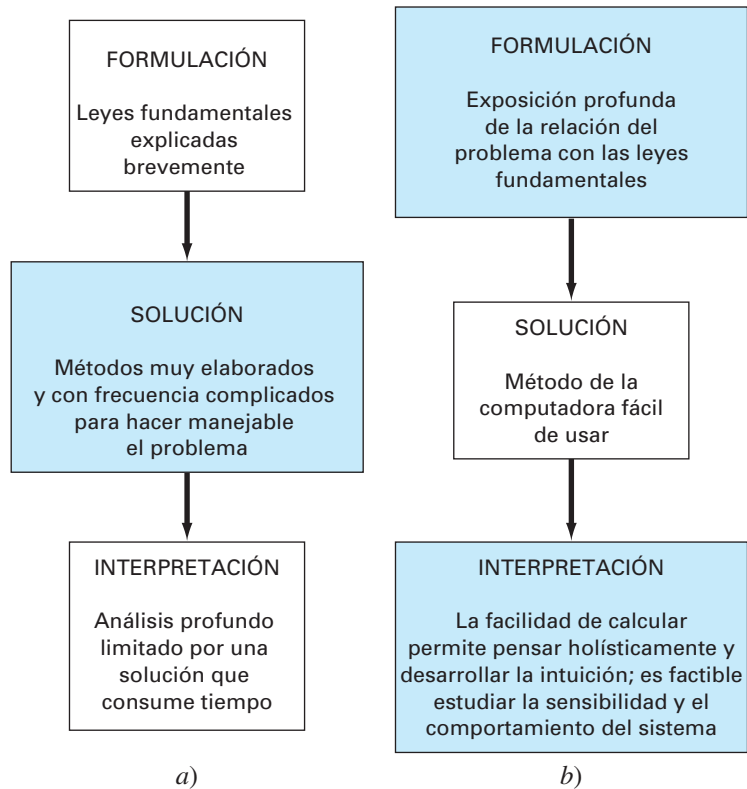 FORMULACIÓN
Leyes fundamentales
explicadas
brevemente
SOLUCIÓN
Métodos muy elaborados
y con frecuencia complicados
para hacer manejable
el problema
INTERPRETACIÓN
Análisis profundo
limitado por una
solución que
consume tiempo
a)
FORMULACIÓN
Exposición profunda
de la relación del
problema con las leyes
fundamentales
SOLUCIÓN
Método de la
computadora fácil
de usar
INTERPRETACIÓN
La facilidad de calcular
permite pensar holísticamente y
desarrollar la intuición; es factible
estudiar la sensibilidad y el
comportamiento del sistema
b)